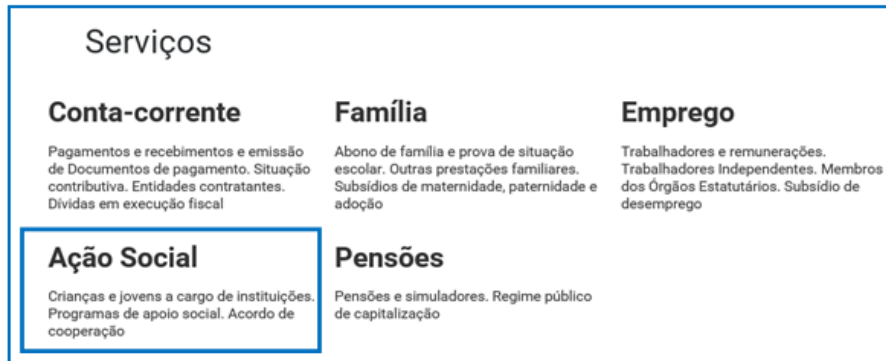 Serviços
Conta-corrente
Pagamentos e recebimentos e emissão
de Documentos de pagamento. Situação
contributiva. Entidades contratantes.
Dívidas em execução fiscal
Família
Abono de família e prova de situação
escolar. Outras prestações familiares.
Subsídios de maternidade, paternidade e
adoção
Emprego
Trabalhadores e remunerações.
Trabalhadores Independentes. Membros
dos Órgãos Estatutários. Subsídio de
desemprego
Ação Social
Crianças e jovens a cargo de instituições.
Programas de apoio social. Acordo de
cooperação
Pensões
Pensões e simuladores. Regime público
de capitalização